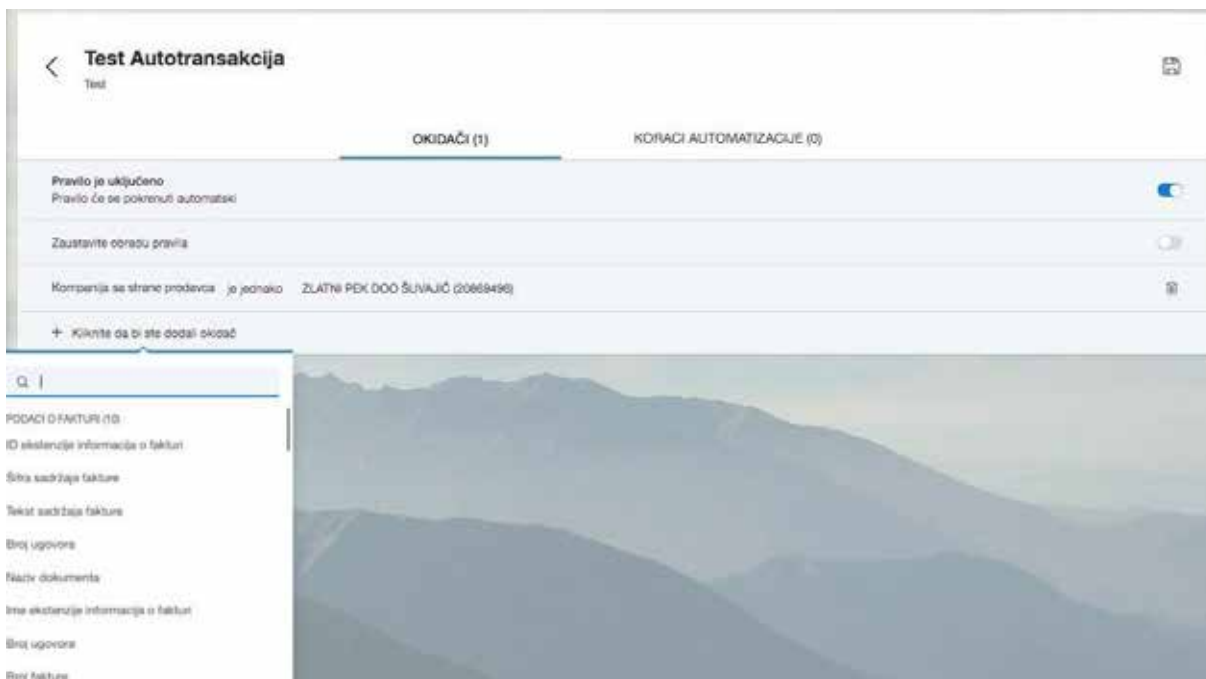 Test Autotransakcija
Test
OKIDAČI (1)
KORACI AUTOMATIZACIJE (0)
Pravilo je uključeno
Pravilo će se pokrenuti automatski
Zaustavite obradu pravila
Kompanija sa strane prodavca je jednako ZLATNI PEK DOO ŠUVAJIĆ (20869496)
+ Kliknite da bi ste dodali okidač
PODACI O FAKTURI (10)
ID ekstenzije informacija o fakturi
Šifra sadržaja fakture
Tekst sadržaja fakture
Broj ugovora
Naziv dokumenta
Ime ekstenzije informacija o fakturi
Broj ugovora
Broj fakture